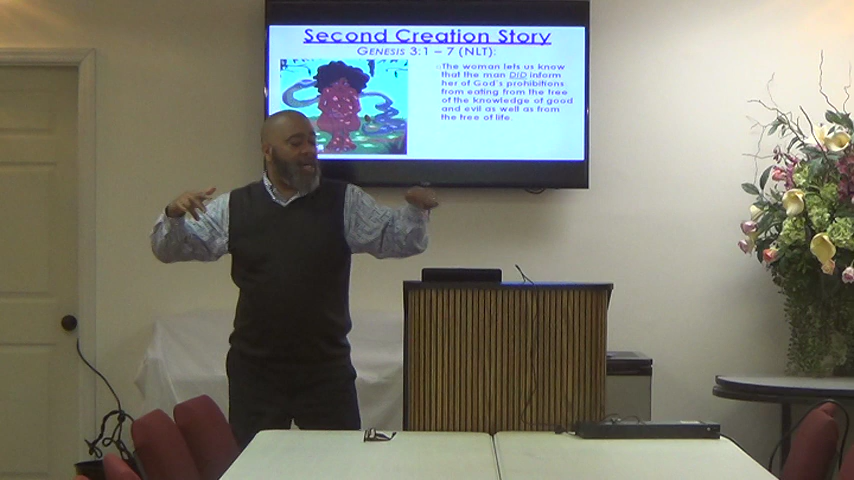 Second Creation Story
GENESIS 3:1 – 7 (NLT):
The woman lets us know
that the man DID inform
her of God's prohibitions
from eating from the tree
of the knowledge of good
and evil as well as from
the tree of life.